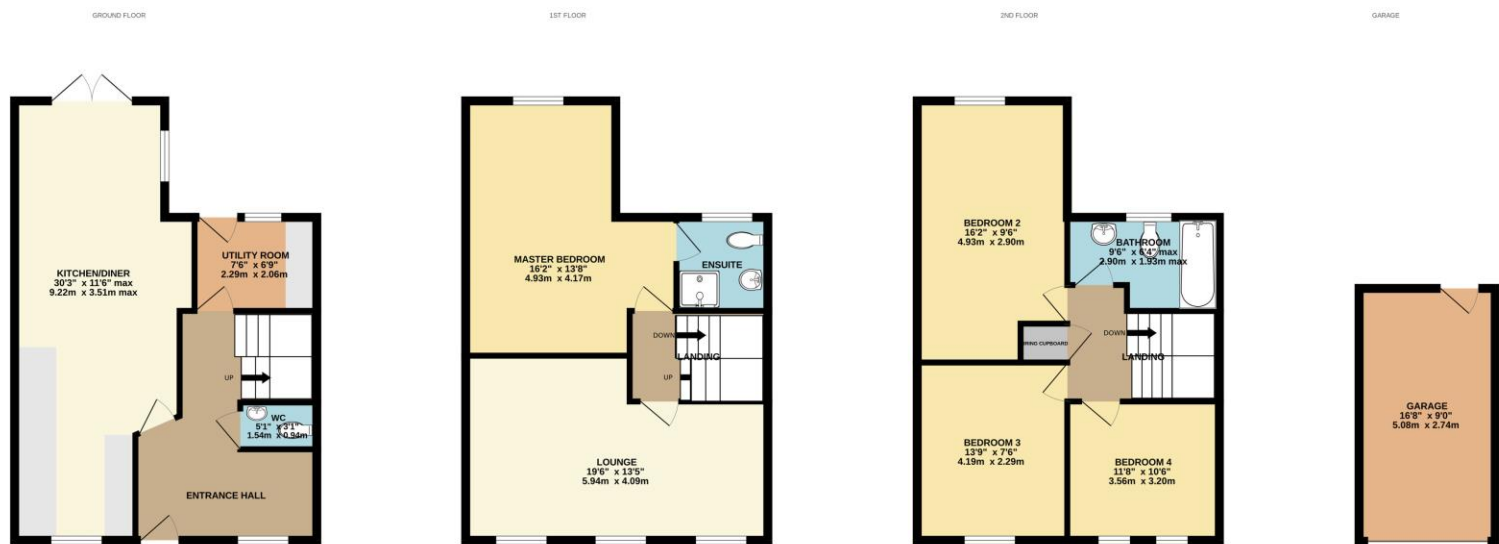 GROUND FLOOR
KITCHEN/DINER
30'3" x 11'6" max
9.22m x 3.51m max
UTILITY ROOM
7'6" x 6'9"
2.29m x 2.06m
UP
WC
5'1" x 3'1"
1.54m x 0.94m
ENTRANCE HALL
1ST FLOOR
MASTER BEDROOM
16'2" x 13'8"
4.93m x 4.17m
ENSUITE
DOWN
LANDING
UP
LOUNGE
19'6" x 13'5"
5.94m x 4.09m
2ND FLOOR
BEDROOM 2
16'2" x 9'6"
4.93m x 2.90m
BATHROOM
9'6" x 6'4" max
2.90m x 1.93m max
DOWN
LANDING
IRING CUPBOARD
BEDROOM 3
13'9" x 7'6"
4.19m x 2.29m
BEDROOM 4
11'8" x 10'6"
3.56m x 3.20m
GARAGE
GARAGE
16'8" x 9'0"
5.08m x 2.74m